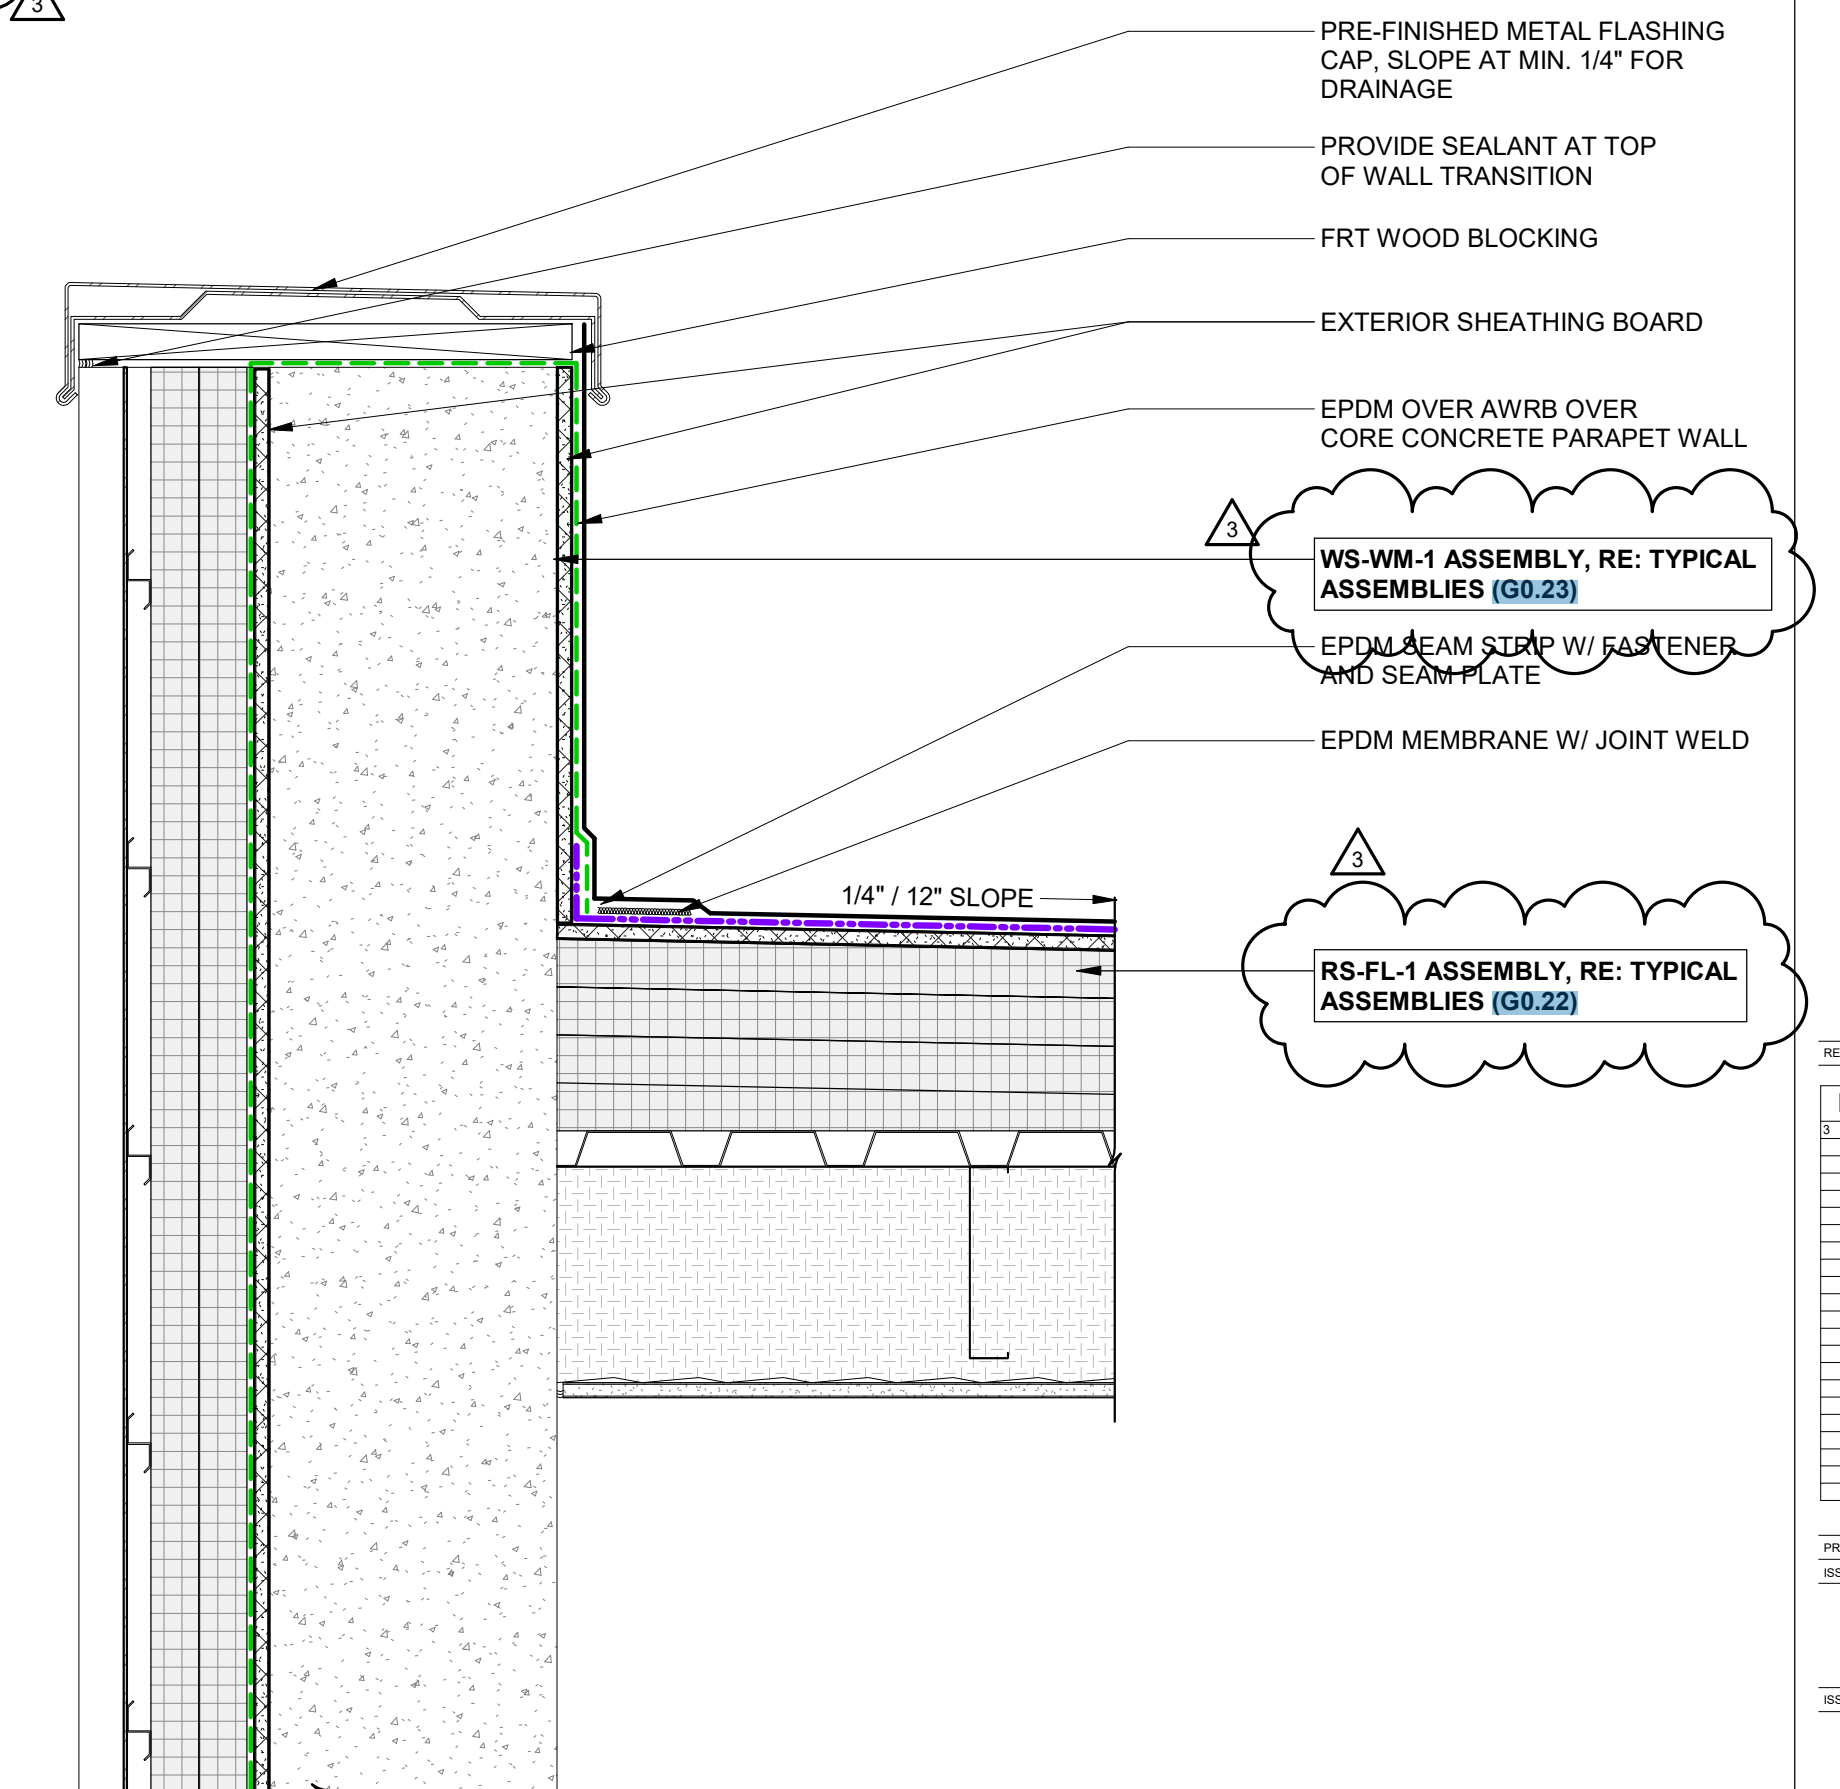 3
PRE-FINISHED METAL FLASHING
CAP, SLOPE AT MIN. 1/4" FOR
DRAINAGE
PROVIDE SEALANT AT TOP
OF WALL TRANSITION
FRT WOOD BLOCKING
EXTERIOR SHEATHING BOARD
EPDM OVER AWRB OVER
CORE CONCRETE PARAPET WALL
3
WS-WM-1 ASSEMBLY, RE: TYPICAL
ASSEMBLIES (G0.23)
EPDM SEAM STRIP W/ FASTENER
AND SEAM PLATE
EPDM MEMBRANE W/ JOINT WELD
3
1/4" / 12" SLOPE
RS-FL-1 ASSEMBLY, RE: TYPICAL
ASSEMBLIES (G0.22)
3